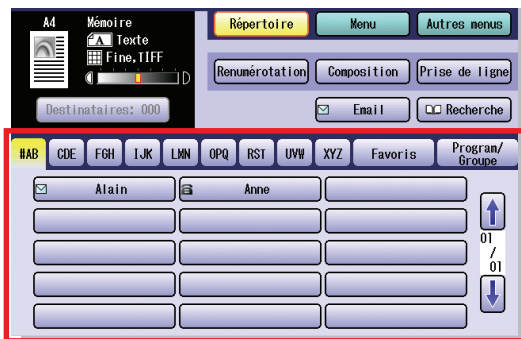 A4 Mémoire Répertoire Menu Autres menus
A Texte
Fine,TIFF
Renumérotation Composition Prise de ligne
D
Destinataires: 000 Email Recherche
#AB CDE FGH IJK LMN OPQ RST UVW XYZ Favoris Program/
Groupe
Alain Anne
01
/
01